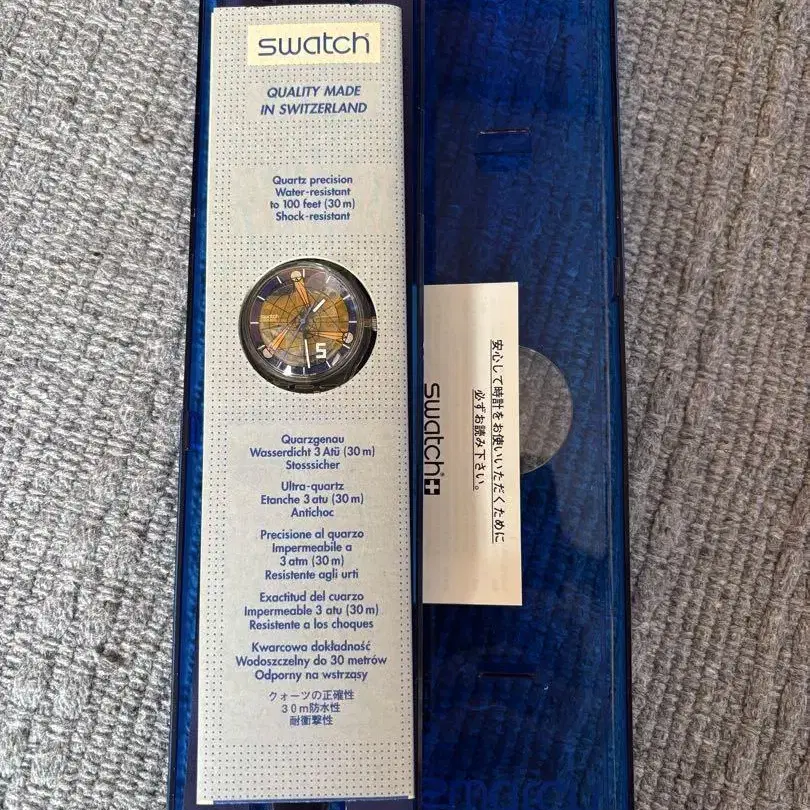 swatch
QUALITY MADE
IN SWITZERLAND
Quartz precision
Water-resistant
to 100 feet (30 m)
Shock-resistant
swatch
5
Quarzgenau
Wasserdicht 3 Atü (30 m)
Stosssicher
Ultra-quartz
Etanche 3 atu (30 m)
Antichoc
Precisione al quarzo
Impermeabile a
3 atm (30 m)
Resistente agli urti
Exactitud del cuarzo
Impermeable 3 atu (30 m)
Resistente a los choques
Kwarcowa dokładność
Wodoszczelny do 30 metrów
Odporny na wstrząsy
クォーツの正確性
30m防水性
耐衝撃性
安心して時計をお使いいただくために
必ずお読み下さい。
swatch